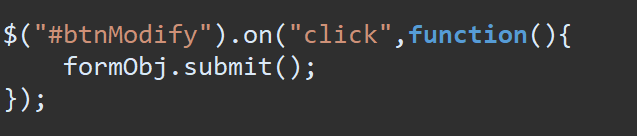 $("#btnModify").on("click",function(){
    formObj.submit();
});